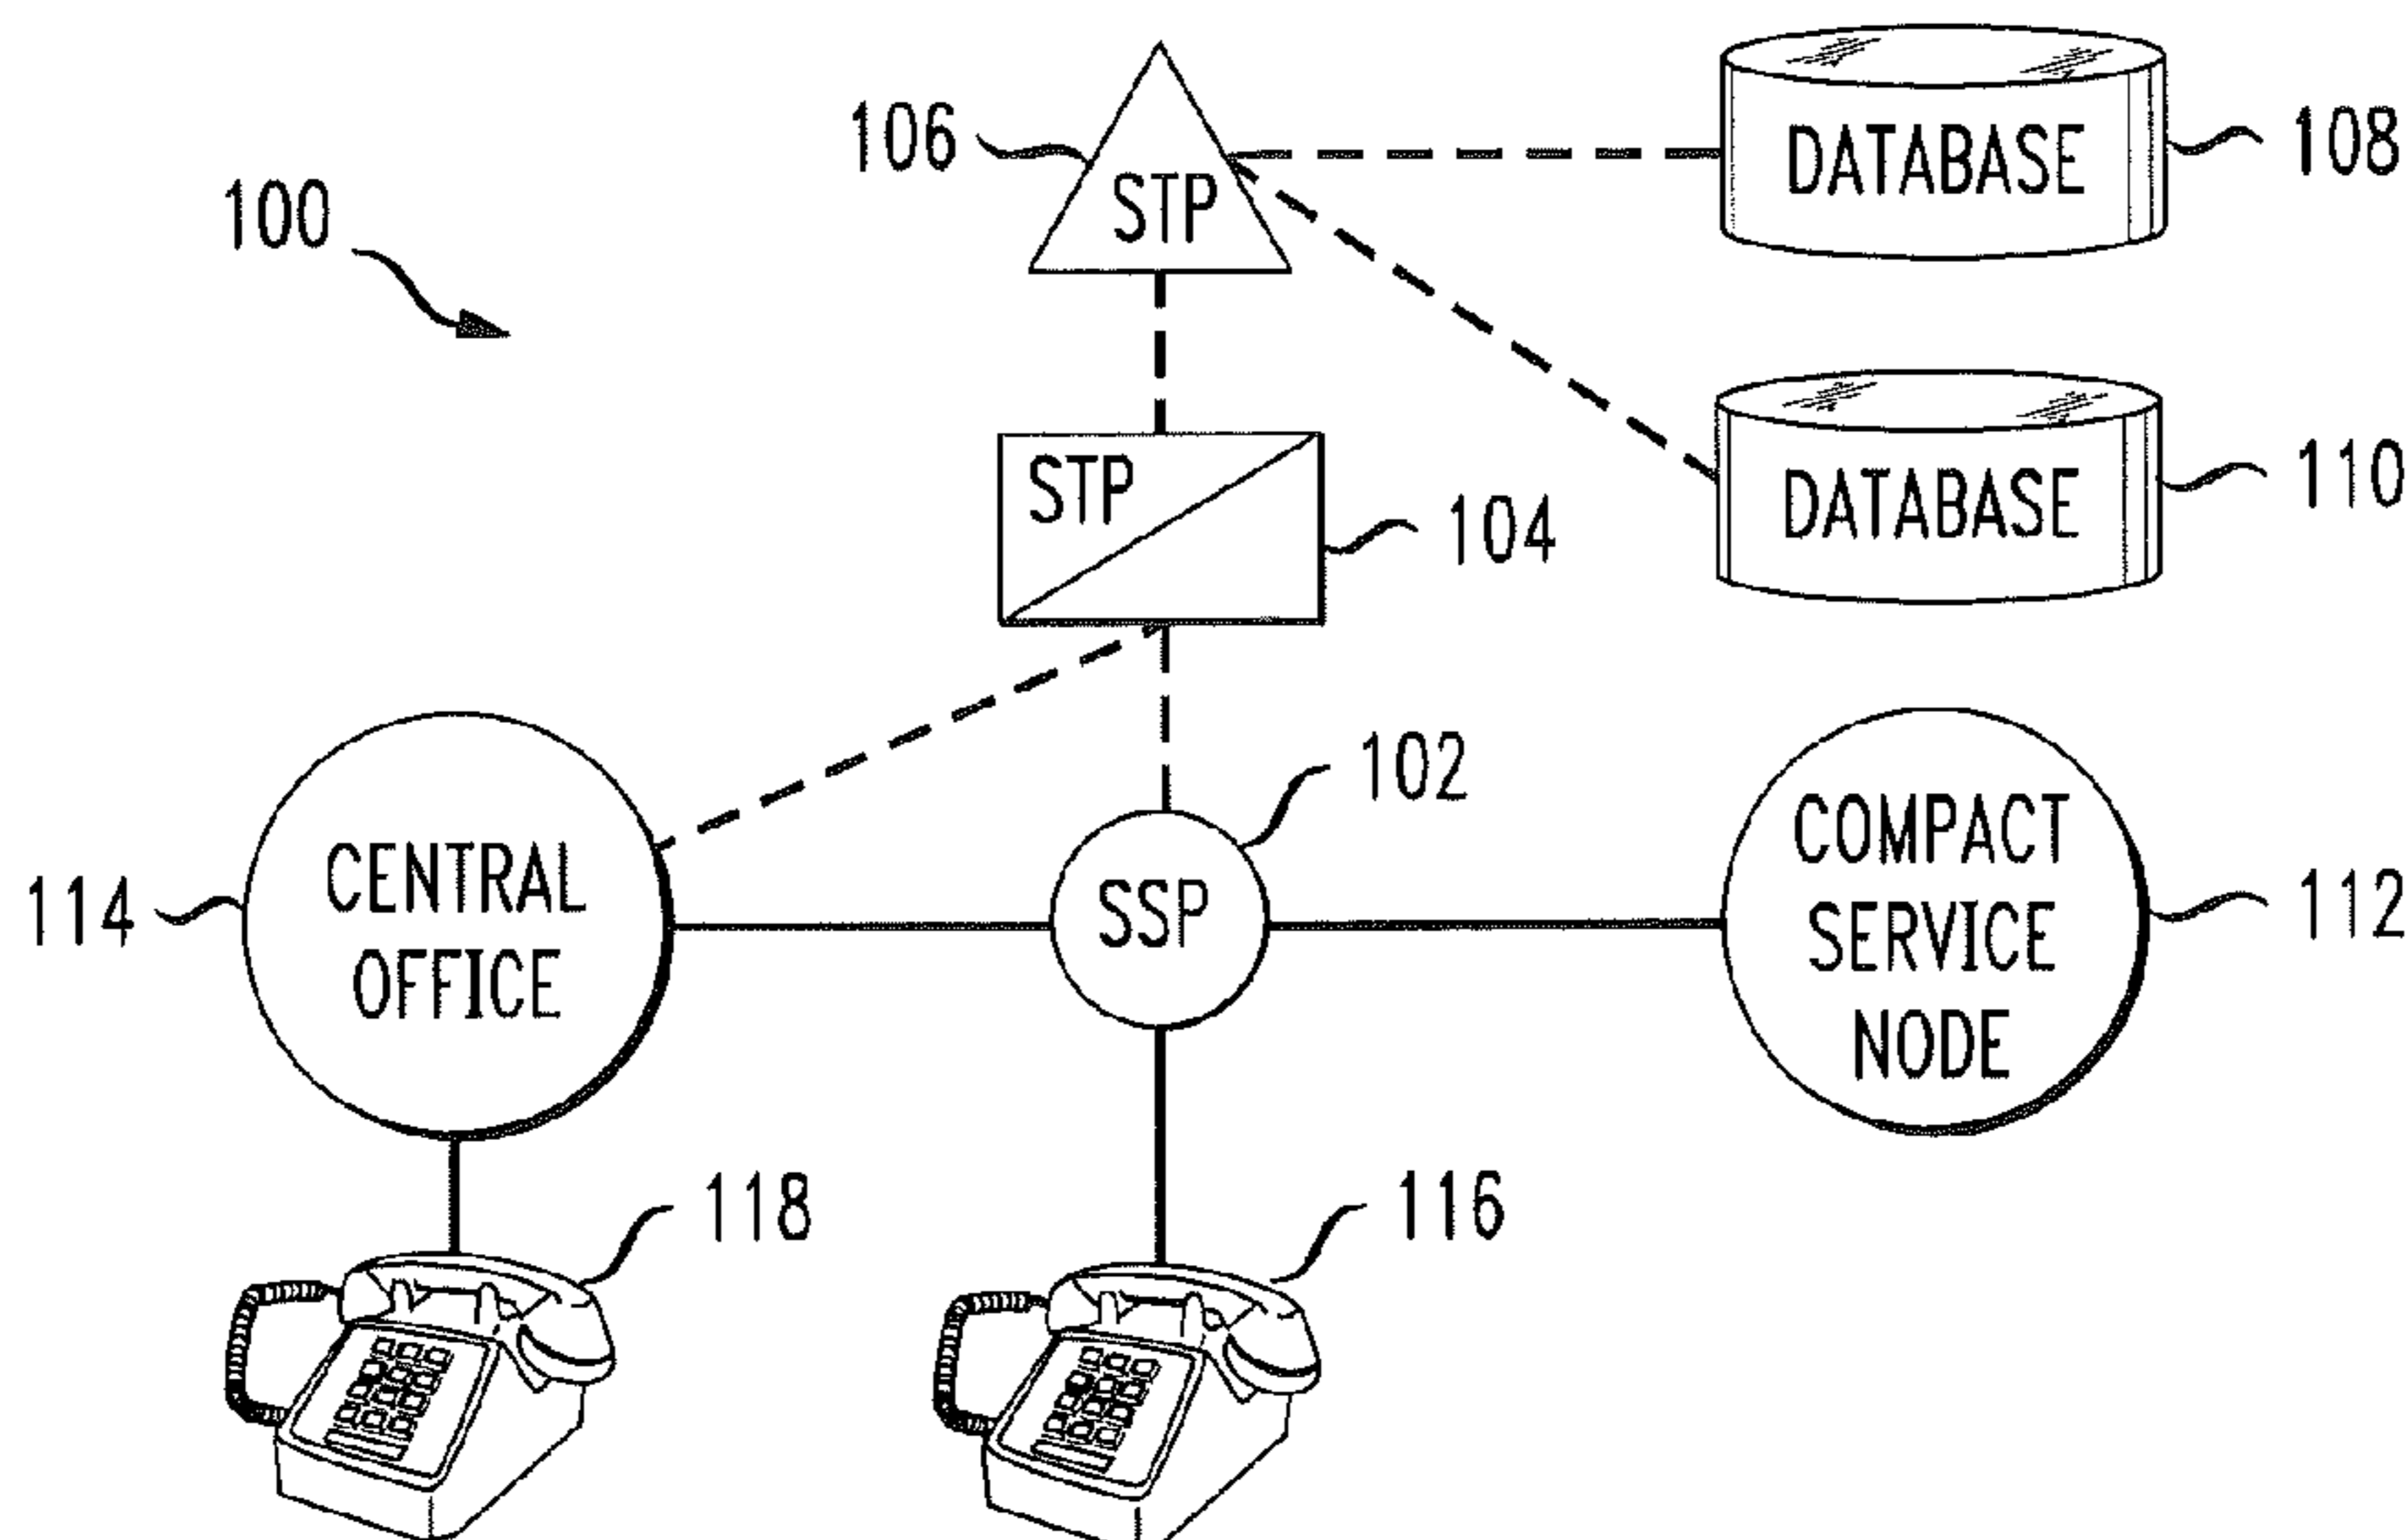 106
STP
DATABASE
108
100
STP
104
DATABASE
110
102
114
CENTRAL
OFFICE
SSP
COMPACT
SERVICE
NODE
112
118
116